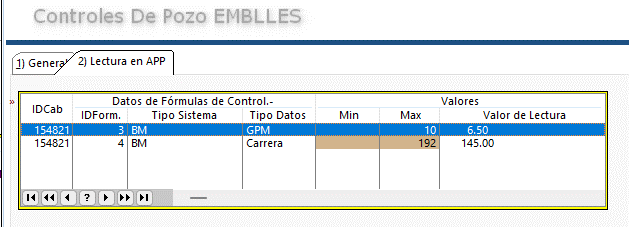 Controles De Pozo EMBLLES
1) General 2) Lectura en APP
» IDCab Datos de Fórmulas de Control.- Valores
IDForm. Tipo Sistema Tipo Datos Min Max Valor de Lectura
154821 3 BM GPM 10 6.50
154821 4 BM Carrera 192 145.00
?